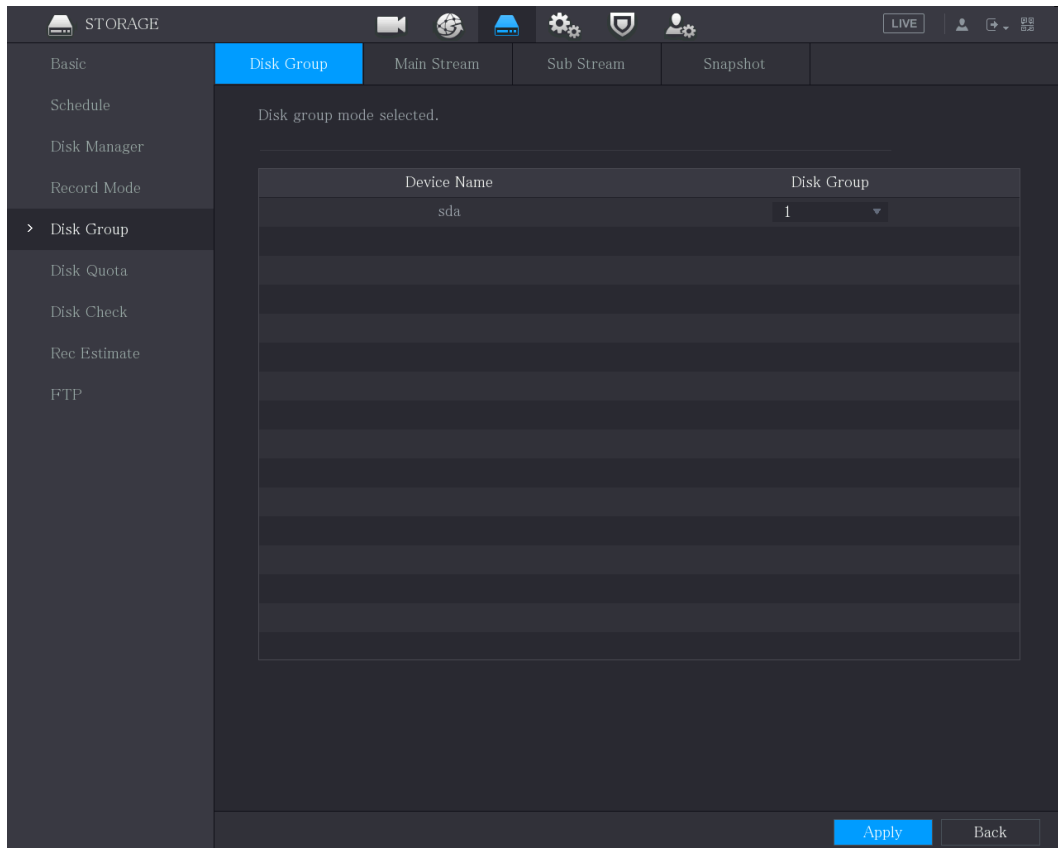 STORAGE
LIVE
Basic
Schedule
Disk Manager
Record Mode
> Disk Group
Disk Quota
Disk Check
Rec Estimate
FTP
Disk Group Main Stream Sub Stream Snapshot
Disk group mode selected.
Device Name Disk Group
sda 1
Apply Back